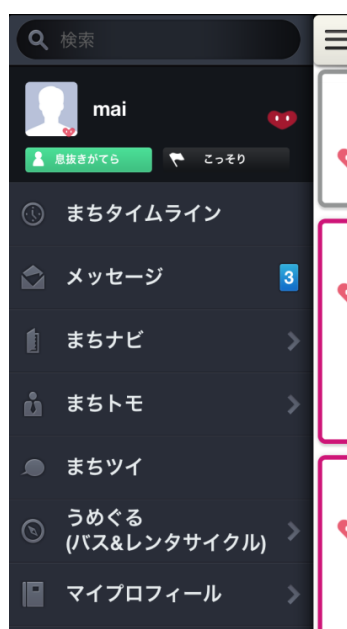 検索
mai
息抜きがてら
こっそり
まちタイムライン
メッセージ
3
まちナビ
まちトモ
まちツイ
うめぐる
(バス&レンタサイクル)
マイプロフィール